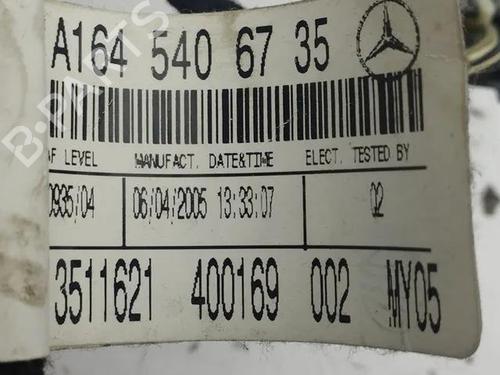 A164 540 67 35
AF LEVEL MANUFACT. DATE&TIME ELECT. TESTED BY
0935/04 06/04/2005 13:33:07 02
3511621 400169 002 MY05
B-PARTS